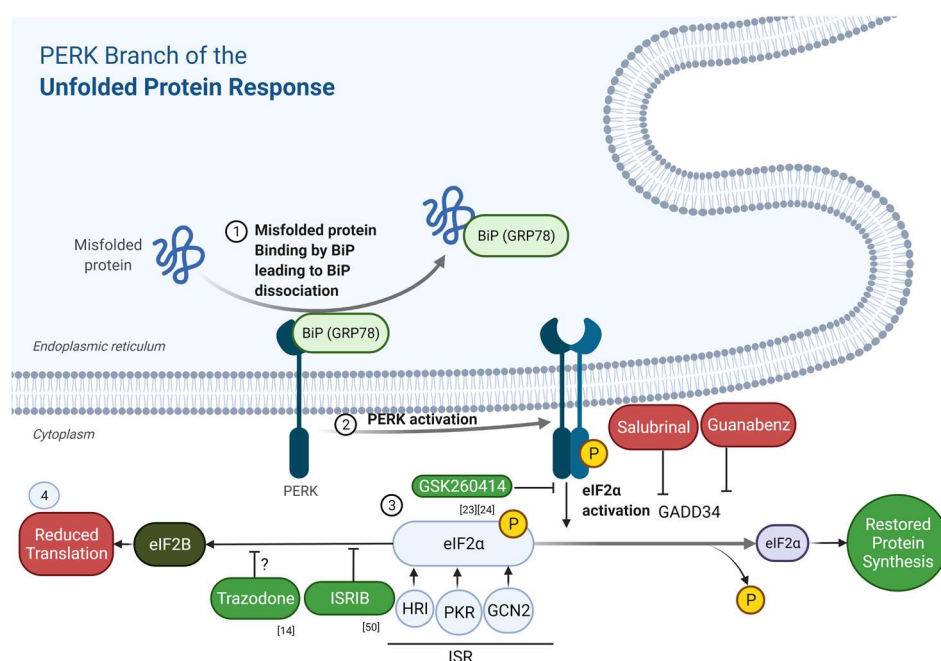 PERK Branch of the
Unfolded Protein Response
Misfolded
protein
1
Misfolded protein
Binding by BiP
leading to BiP
dissociation
BiP (GRP78)
BiP (GRP78)
Endoplasmic reticulum
Cytoplasm
2
PERK activation
PERK
P
Salubrinal
Guanabenz
GSK260414
[23][24]
eIF2α
activation
GADD34
4
Reduced
Translation
eIF2B
3
eIF2α
P
eIF2α
Restored
Protein
Synthesis
?
Trazodone
[14]
ISRIB
[50]
HRI
PKR
GCN2
P
ISR